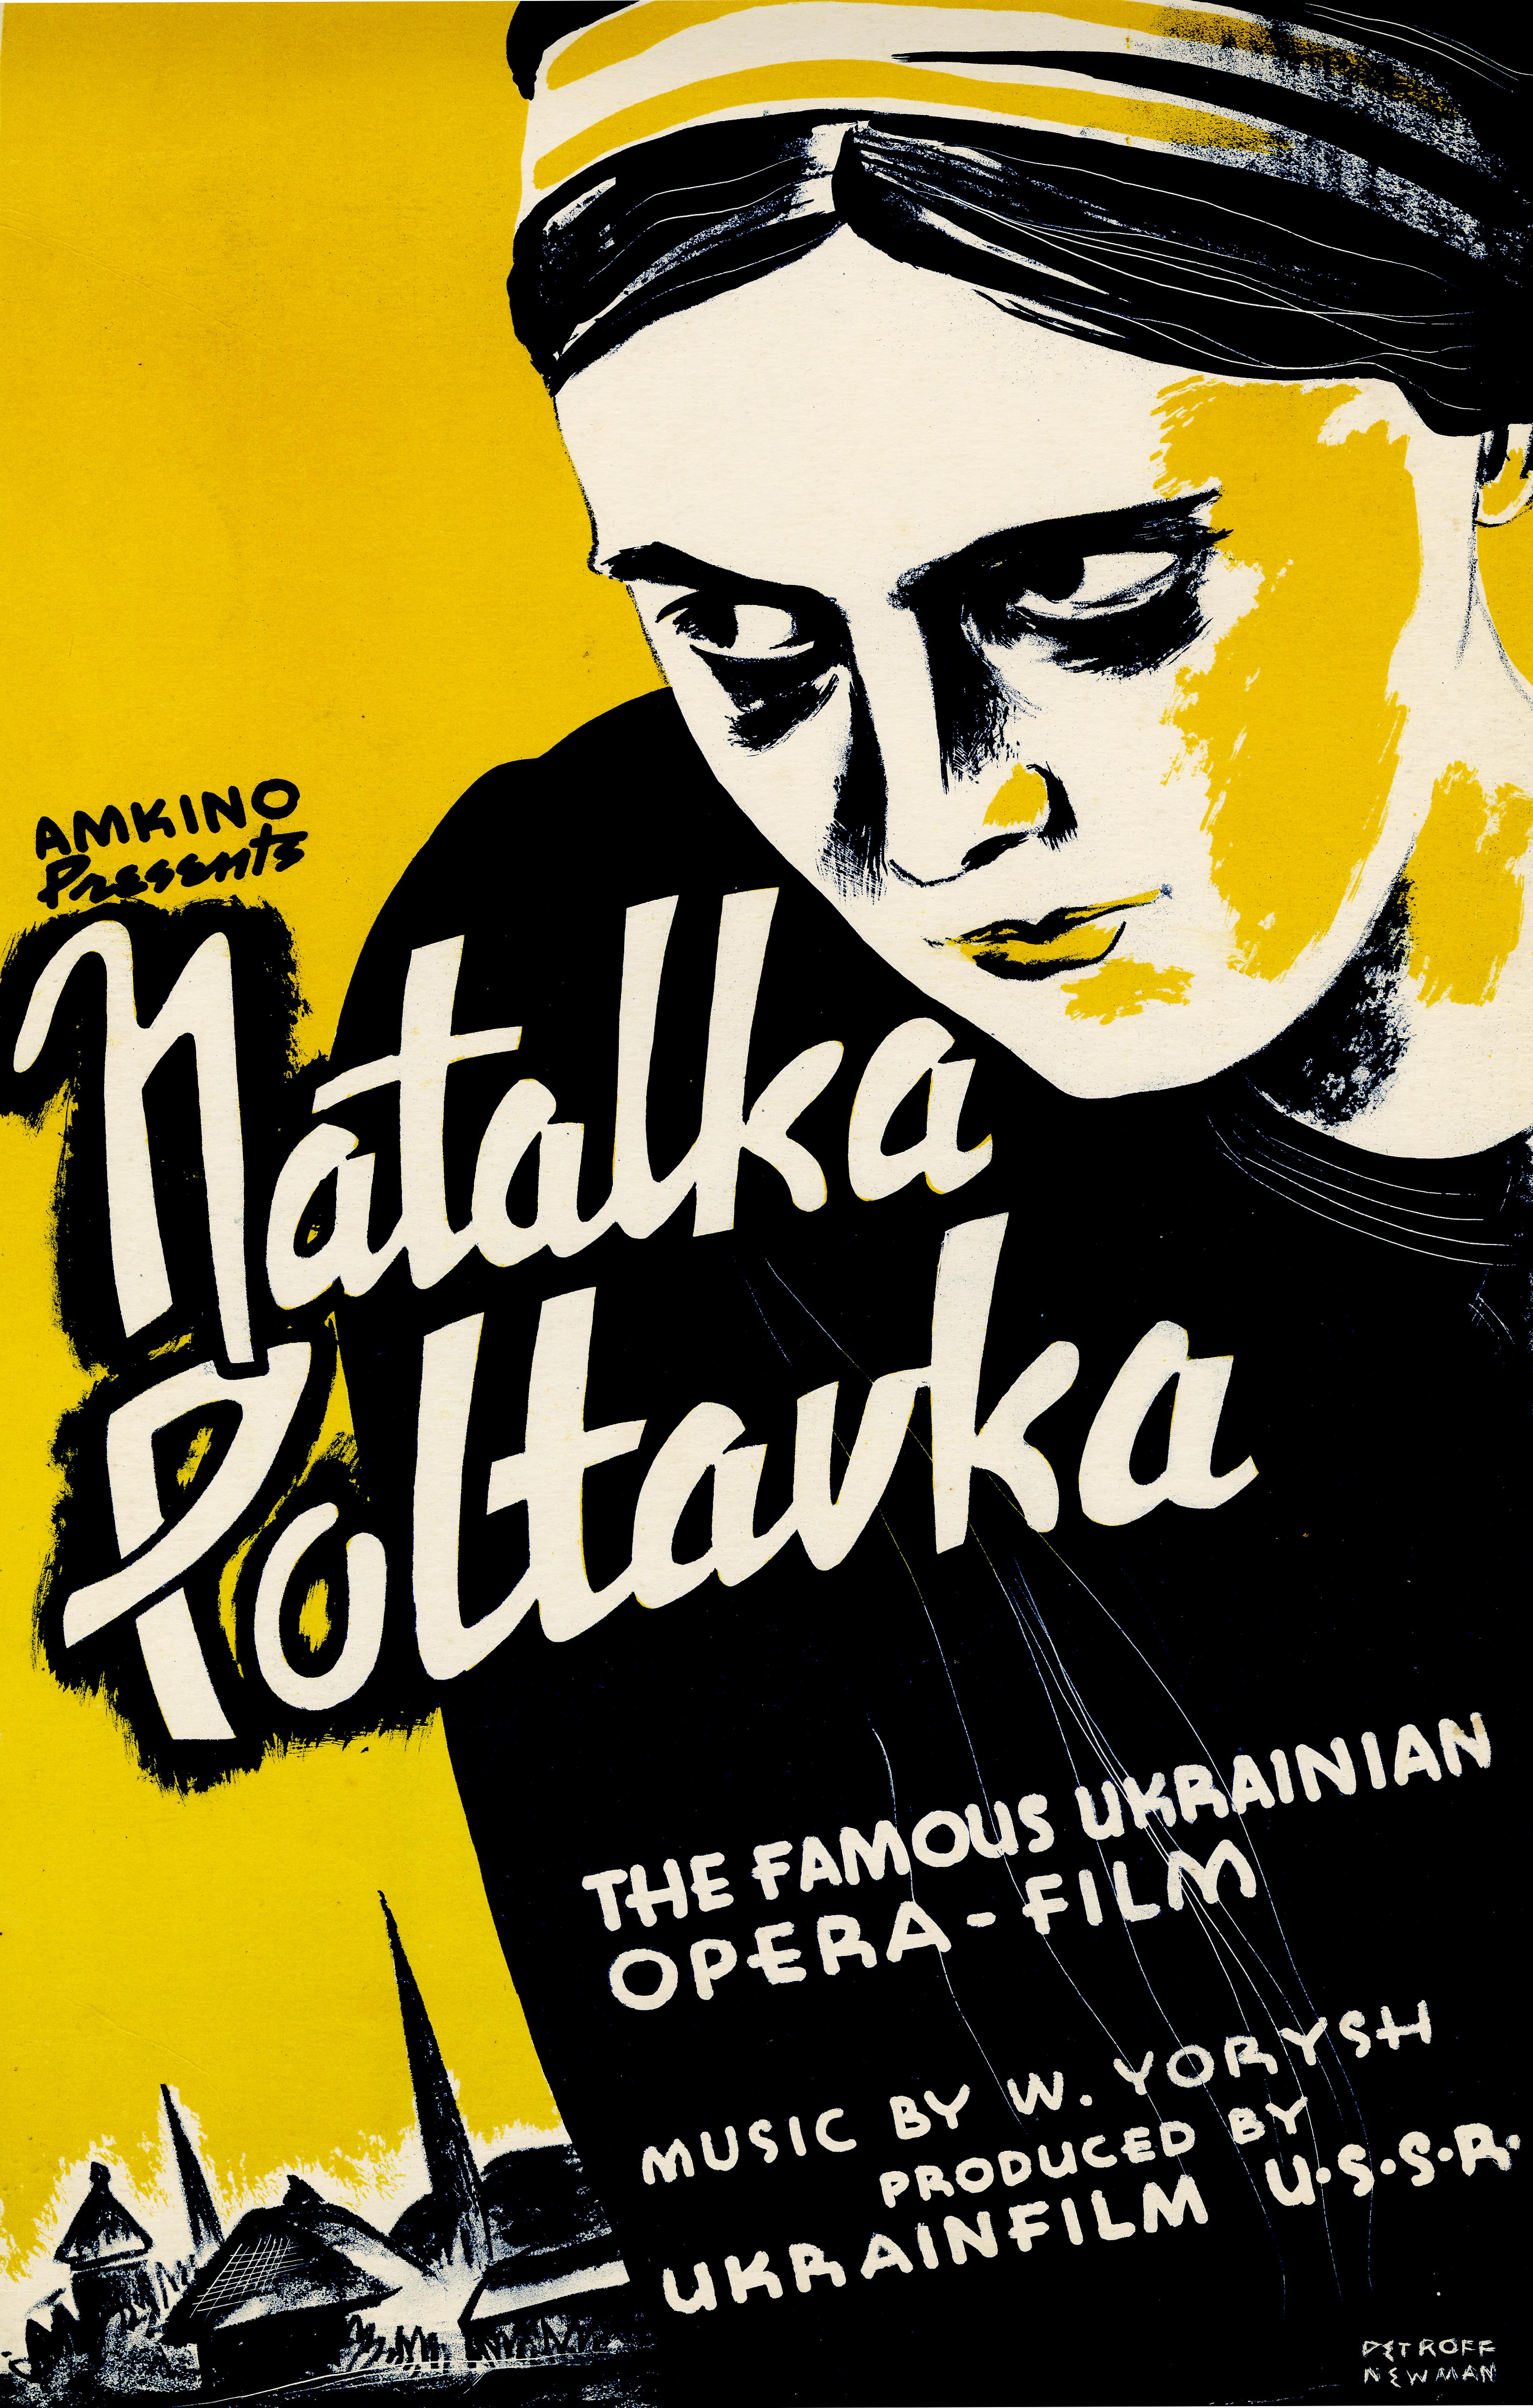 AMKINO
Presents
Natalka
Poltavka
THE FAMOUS UKRAINIAN
OPERA - FILM
MUSIC BY W. YORYSH
PRODUCED BY
UKRAINFILM U.S.S.R.
PETROFF
NEWMAN